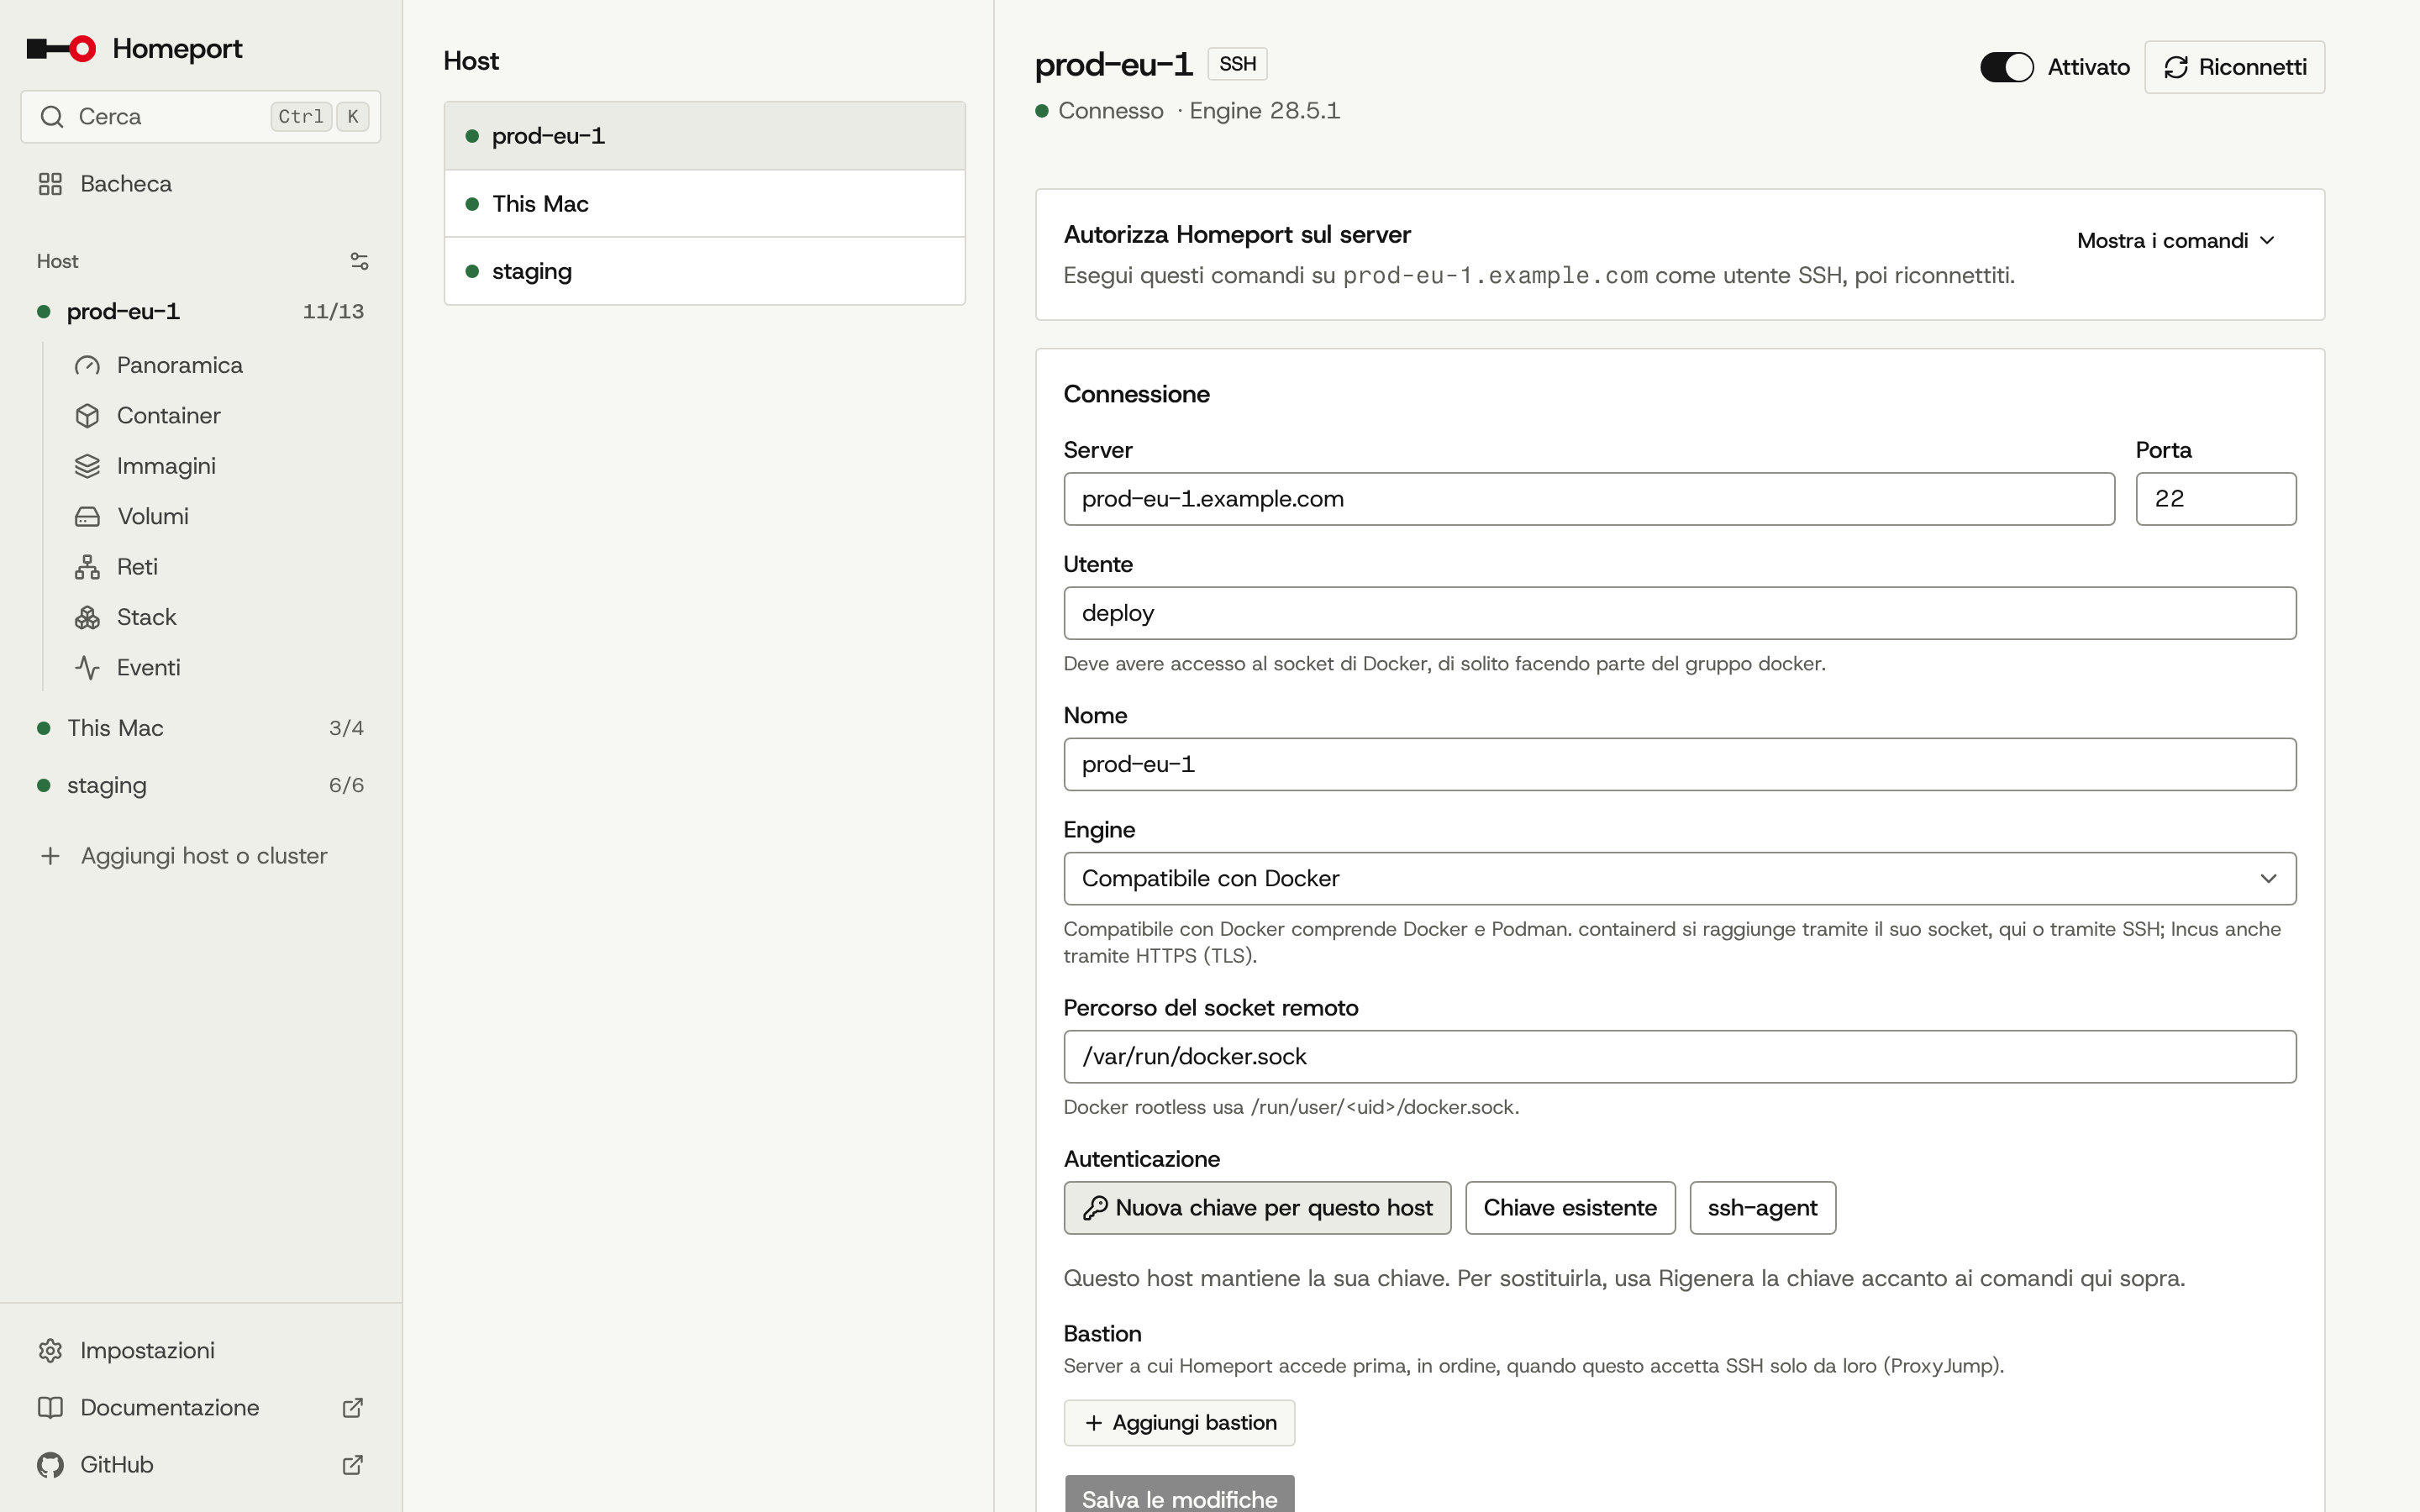 Homeport
Cerca
Ctrl K
Bacheca
Host
prod-eu-1 11/13
Panoramica
Container
Immagini
Volumi
Reti
Stack
Eventi
This Mac 3/4
staging 6/6
Aggiungi host o cluster
Impostazioni
Documentazione
GitHub
Host
prod-eu-1
This Mac
staging
prod-eu-1 SSH
Connesso · Engine 28.5.1
Attivato
Riconnetti
Autorizza Homeport sul server
Esegui questi comandi su prod-eu-1.example.com come utente SSH, poi riconnettiti.
Mostra i comandi
Connessione
Server
prod-eu-1.example.com
Porta
22
Utente
deploy
Deve avere accesso al socket di Docker, di solito facendo parte del gruppo docker.
Nome
prod-eu-1
Engine
Compatibile con Docker
Compatibile con Docker comprende Docker e Podman. containerd si raggiunge tramite il suo socket, qui o tramite SSH; Incus anche
tramite HTTPS (TLS).
Percorso del socket remoto
/var/run/docker.sock
Docker rootless usa /run/user/<uid>/docker.sock.
Autenticazione
Nuova chiave per questo host
Chiave esistente
ssh-agent
Questo host mantiene la sua chiave. Per sostituirla, usa Rigenera la chiave accanto ai comandi qui sopra.
Bastion
Server a cui Homeport accede prima, in ordine, quando questo accetta SSH solo da loro (ProxyJump).
Aggiungi bastion
Salva le modifiche